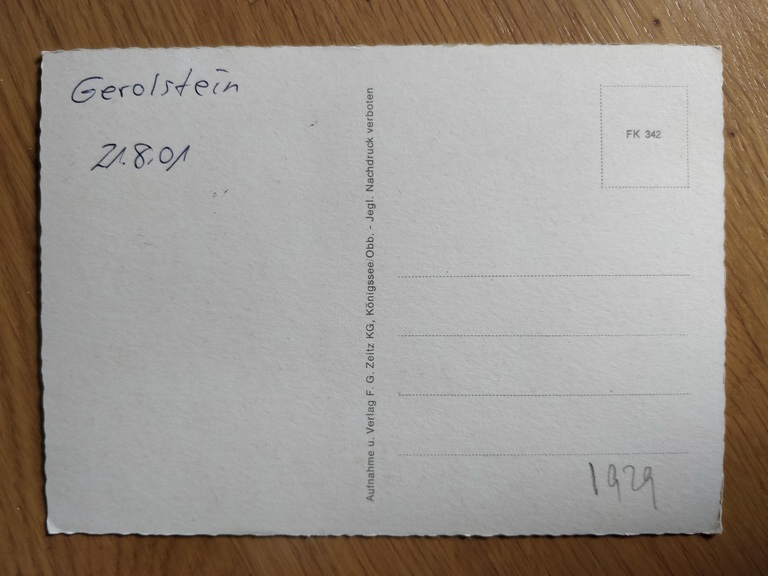 Gerolstein
21.8.01
Aufnahme u. Verlag F. G. Zeitz KG, Königssee/Obb. - Jegl. Nachdruck verboten
FK 342
1929